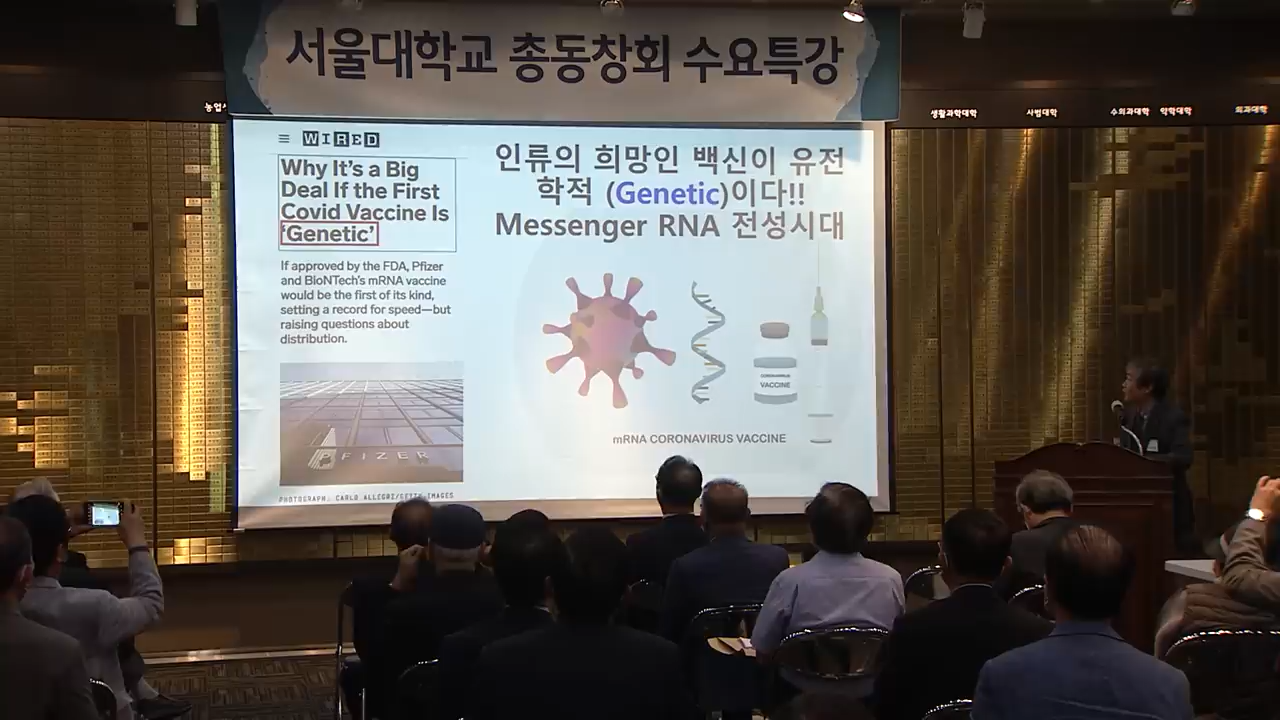 서울대학교 총동창회 수요특강
생활과학대학
사범대학
수의과대학
약학대학
의과대학
WIRED
Why It's a Big
Deal If the First
Covid Vaccine Is
'Genetic'
If approved by the FDA, Pfizer
and BioNTech's mRNA vaccine
would be the first of its kind,
setting a record for speed—but
raising questions about
distribution.
PFIZER
PHOTOGRAPH: CARLO ALLEGRI/GETTY IMAGES
인류의 희망인 백신이 유전
학적 (Genetic)이다!!
Messenger RNA 전성시대
CORONAVIRUS
VACCINE
mRNA CORONAVIRUS VACCINE